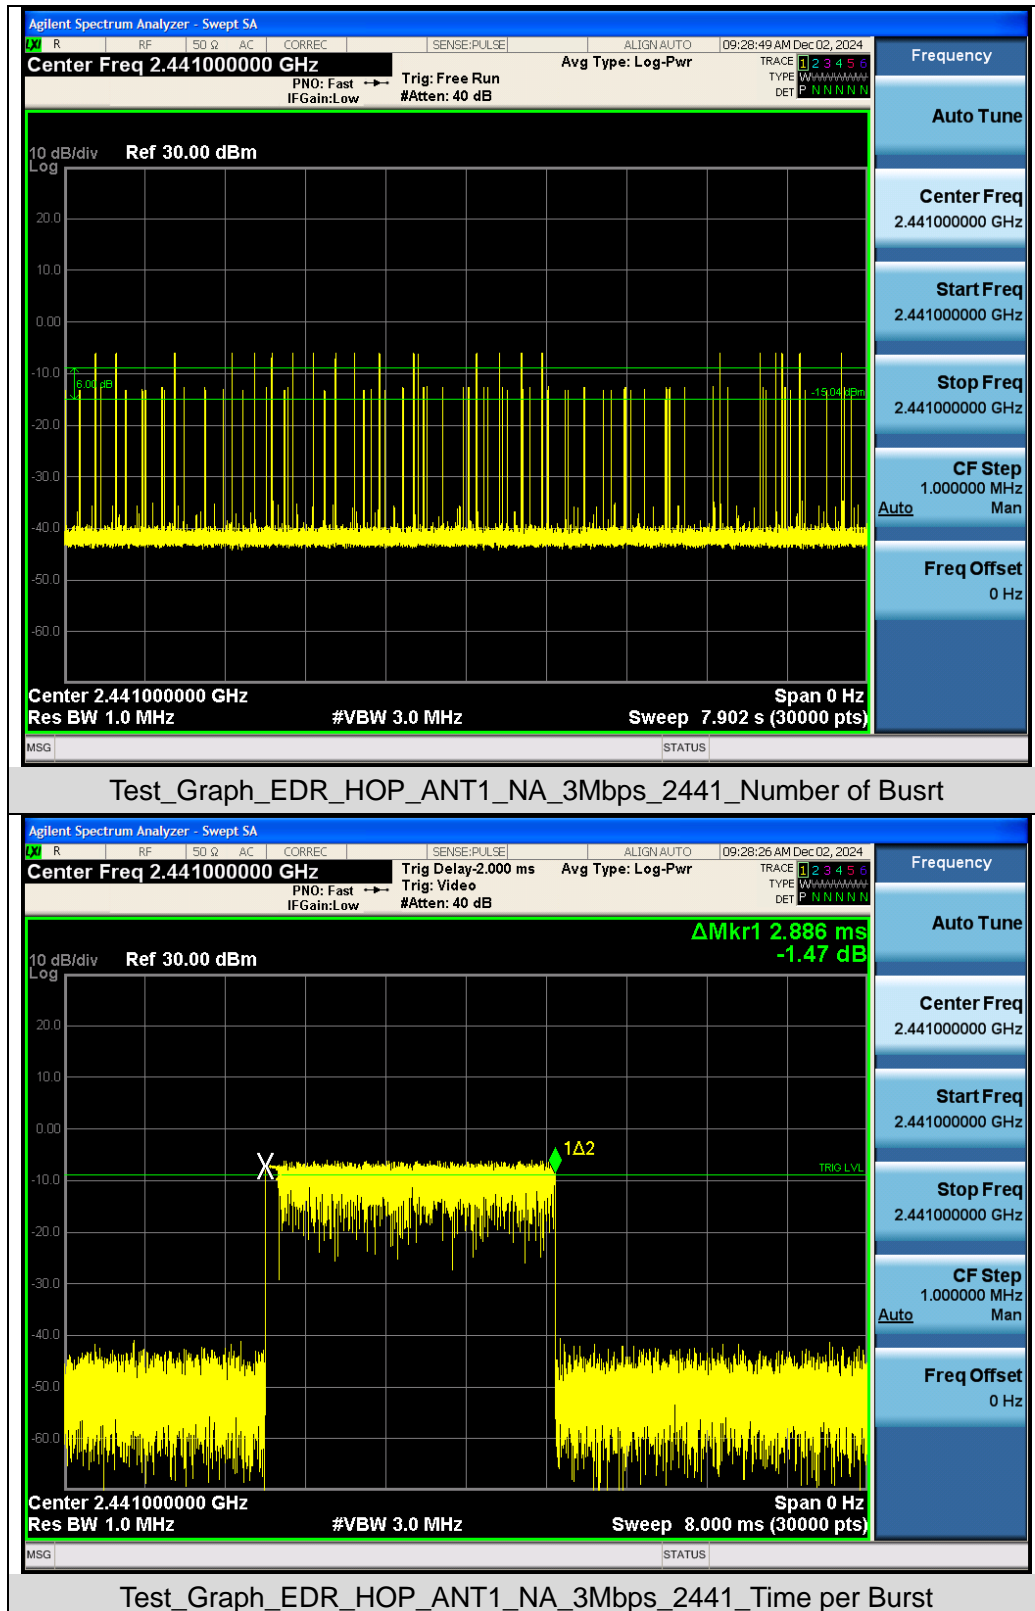 Agilent Spectrum Analyzer - Swept SA
LXI R RF 50 Ω AC CORREC SENSE:PULSE ALIGN AUTO 09:28:49 AM Dec 02, 2024
Center Freq 2.441000000 GHz
PNO: Fast
IFGain:Low
Trig: Free Run
#Atten: 40 dB
Avg Type: Log-Pwr
TRACE 1 2 3 4 5 6
TYPE
DET P N N N N N
10 dB/div
Log
Ref 30.00 dBm
20.0
10.0
0.00
-10.0
-20.0
-30.0
-40.0
-50.0
-60.0
6.00 dB
-15.04 dBm
Center 2.441000000 GHz
Span 0 Hz
Res BW 1.0 MHz
#VBW 3.0 MHz
Sweep 7.902 s (30000 pts)
MSG
STATUS
Frequency
Auto Tune
Center Freq
2.441000000 GHz
Start Freq
2.441000000 GHz
Stop Freq
2.441000000 GHz
CF Step
1.000000 MHz
Auto Man
Freq Offset
0 Hz
Test_Graph_EDR_HOP_ANT1_NA_3Mbps_2441_Number of Busrt
Agilent Spectrum Analyzer - Swept SA
LXI R RF 50 Ω AC CORREC SENSE:PULSE ALIGN AUTO 09:28:26 AM Dec 02, 2024
Center Freq 2.441000000 GHz
PNO: Fast
IFGain:Low
Trig Delay-2.000 ms
Trig: Video
#Atten: 40 dB
Avg Type: Log-Pwr
TRACE 1 2 3 4 5 6
TYPE
DET P N N N N N
ΔMkr1 2.886 ms
-1.47 dB
10 dB/div
Log
Ref 30.00 dBm
20.0
10.0
0.00
-10.0
-20.0
-30.0
-40.0
-50.0
-60.0
1Δ2
TRIG LVL
Center 2.441000000 GHz
Span 0 Hz
Res BW 1.0 MHz
#VBW 3.0 MHz
Sweep 8.000 ms (30000 pts)
MSG
STATUS
Frequency
Auto Tune
Center Freq
2.441000000 GHz
Start Freq
2.441000000 GHz
Stop Freq
2.441000000 GHz
CF Step
1.000000 MHz
Auto Man
Freq Offset
0 Hz
Test_Graph_EDR_HOP_ANT1_NA_3Mbps_2441_Time per Burst